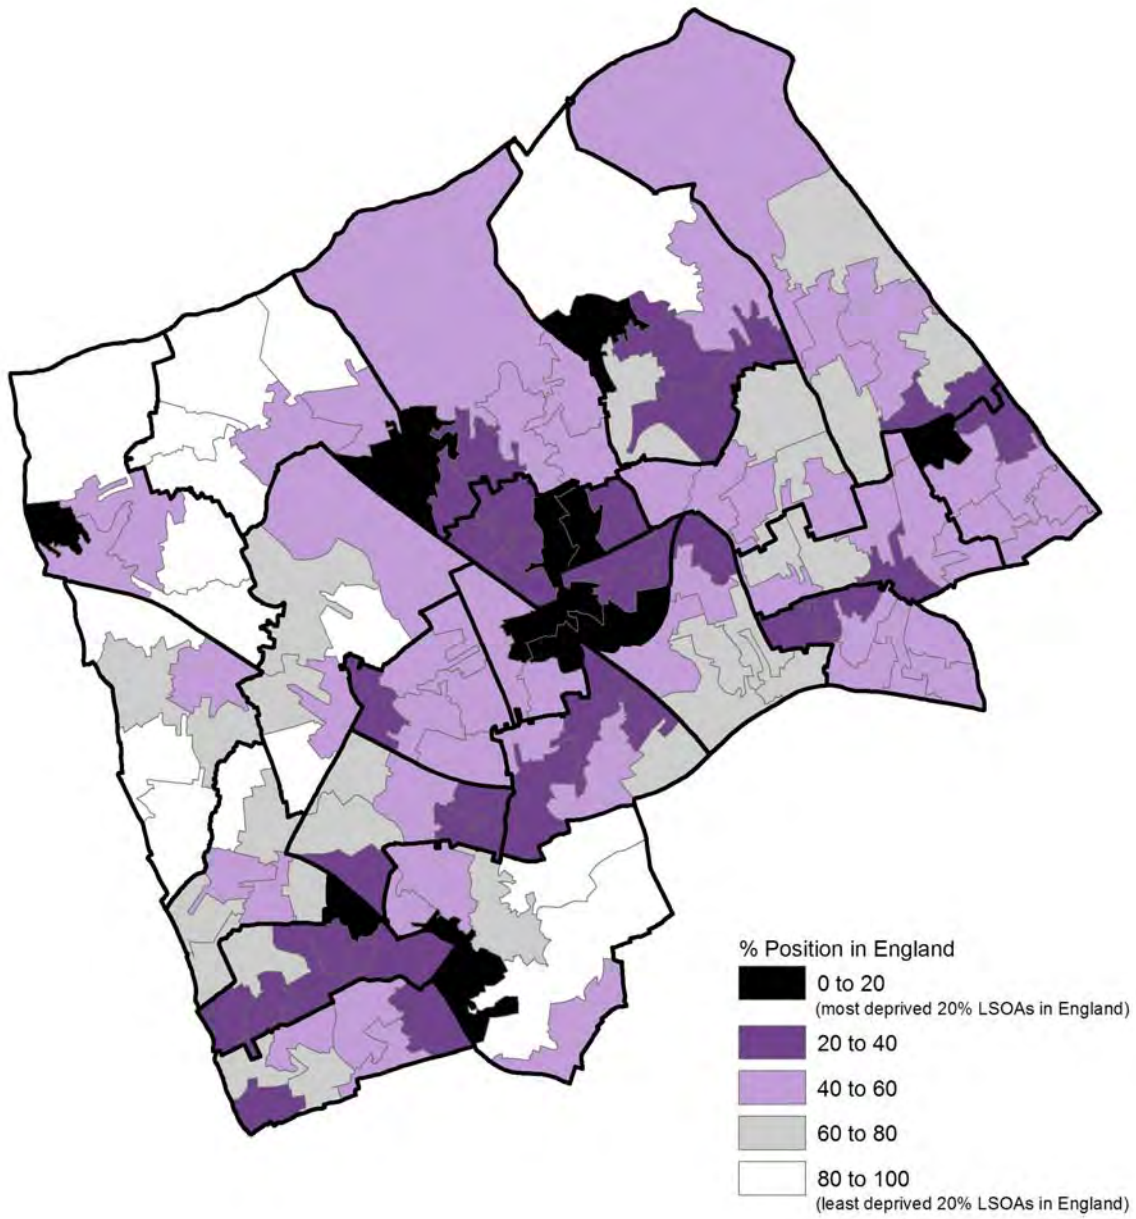 % Position in England
0 to 20
(most deprived 20% LSOAs in England)
20 to 40
40 to 60
60 to 80
80 to 100
(least deprived 20% LSOAs in England)